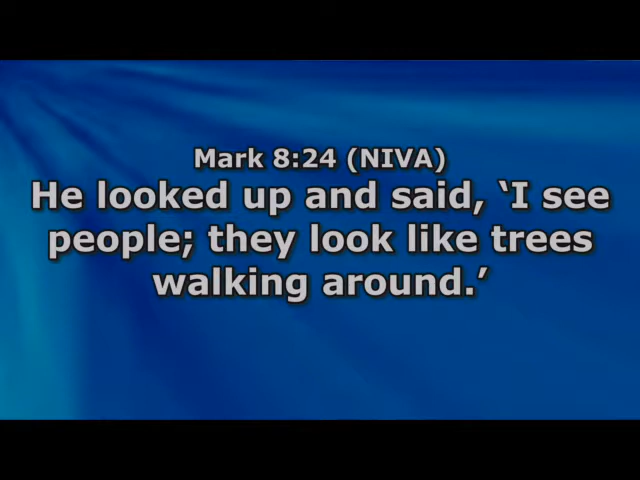 Mark 8:24 (NIVA)
He looked up and said, ‘I see
people; they look like trees
walking around.’